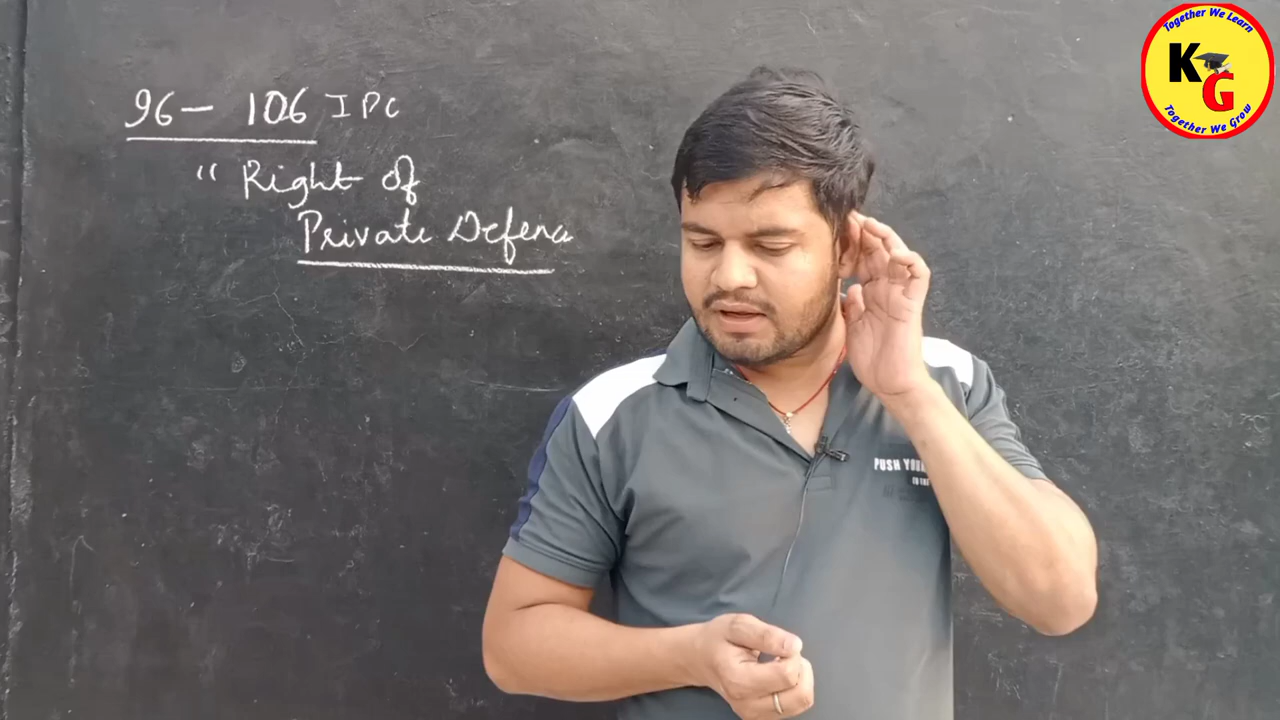 96 - 106 IPC
" Right of
Private Defenc
Together We Learn
KG
Together We Grow
PUSH YOU